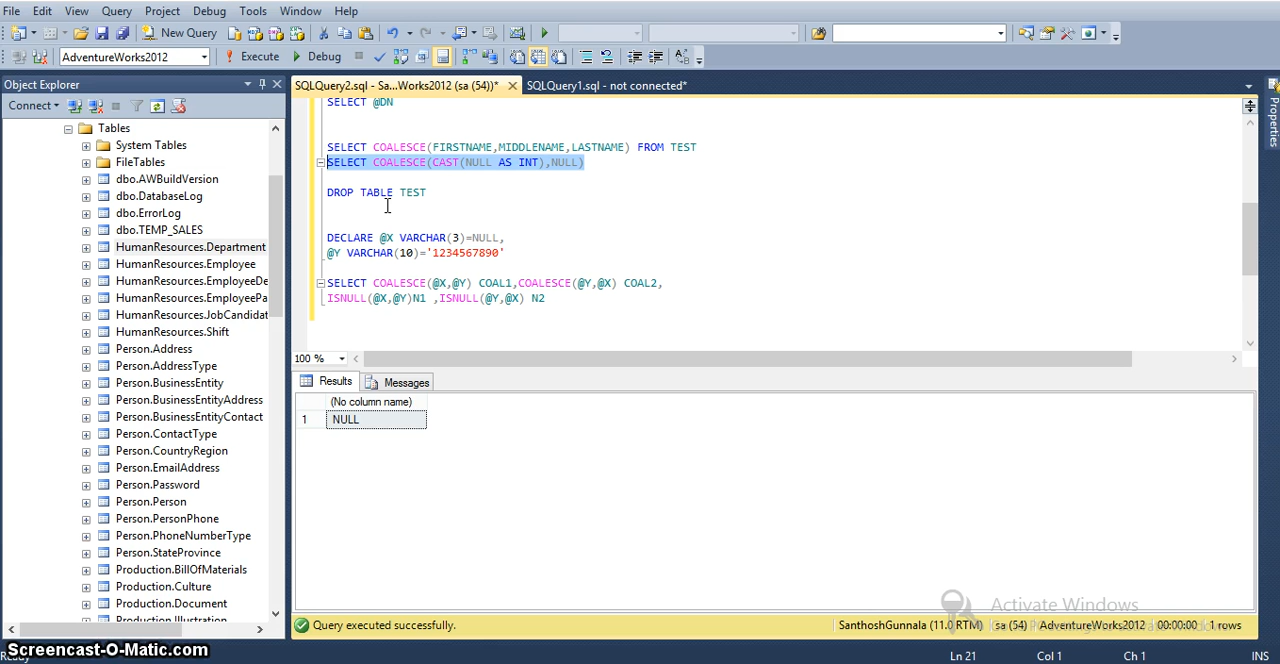 File Edit View Query Project Debug Tools Window Help
New Query
AdventureWorks2012 Execute Debug
Object Explorer
Connect
SQLQuery2.sql - Sa...Works2012 (sa (54))* SQLQuery1.sql - not connected*
Properties
Tables
System Tables
FileTables
dbo.AWBuildVersion
dbo.DatabaseLog
dbo.ErrorLog
dbo.TEMP_SALES
HumanResources.Department
HumanResources.Employee
HumanResources.EmployeeDe
HumanResources.EmployeePa
HumanResources.JobCandidat
HumanResources.Shift
Person.Address
Person.AddressType
Person.BusinessEntity
Person.BusinessEntityAddress
Person.BusinessEntityContact
Person.ContactType
Person.CountryRegion
Person.EmailAddress
Person.Password
Person.Person
Person.PersonPhone
Person.PhoneNumberType
Person.StateProvince
Production.BillOfMaterials
Production.Culture
Production.Document
Production.Illustration
SELECT @DN
SELECT COALESCE(FIRSTNAME,MIDDLENAME,LASTNAME) FROM TEST
SELECT COALESCE(CAST(NULL AS INT),NULL)
DROP TABLE TEST
DECLARE @X VARCHAR(3)=NULL,
@Y VARCHAR(10)='1234567890'
SELECT COALESCE(@X,@Y) COAL1,COALESCE(@Y,@X) COAL2,
ISNULL(@X,@Y)N1 ,ISNULL(@Y,@X) N2
100 %
Results Messages
(No column name)
1 NULL
Activate Windows
Query executed successfully.
SanthoshGunnala (11.0 RTM) sa (54) AdventureWorks2012 00:00:00 1 rows
Screencast-O-Matic.com
Ready Ln 21 Col 1 Ch 1 INS